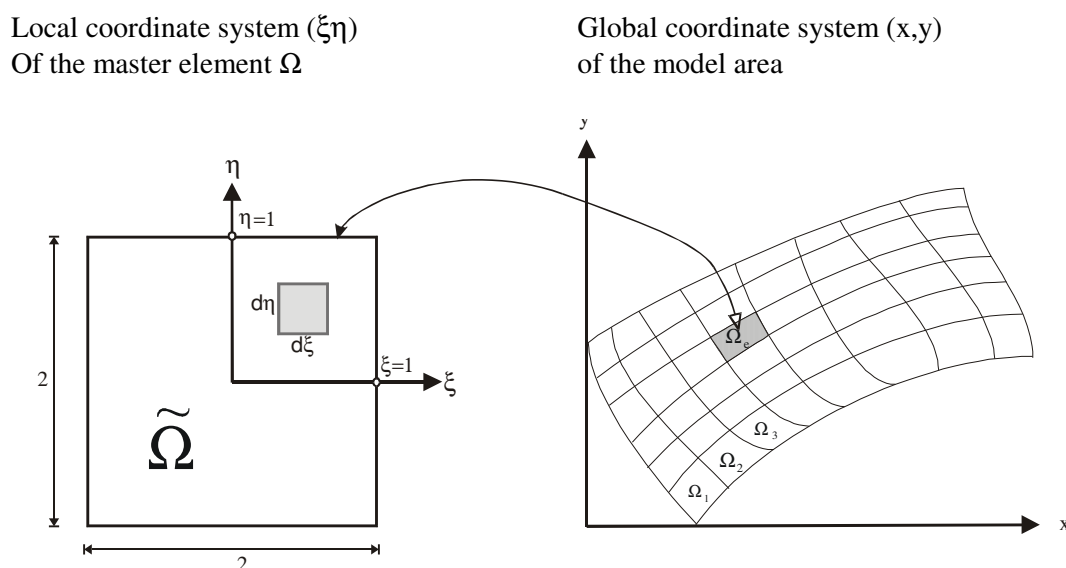 Local coordinate system (ξη)
Of the master element Ω
Global coordinate system (x,y)
of the model area
y
η
η=1
dη
dξ
ξ=1
ξ
2
Ω̃
2
Ωe
Ω3
Ω2
Ω1
x